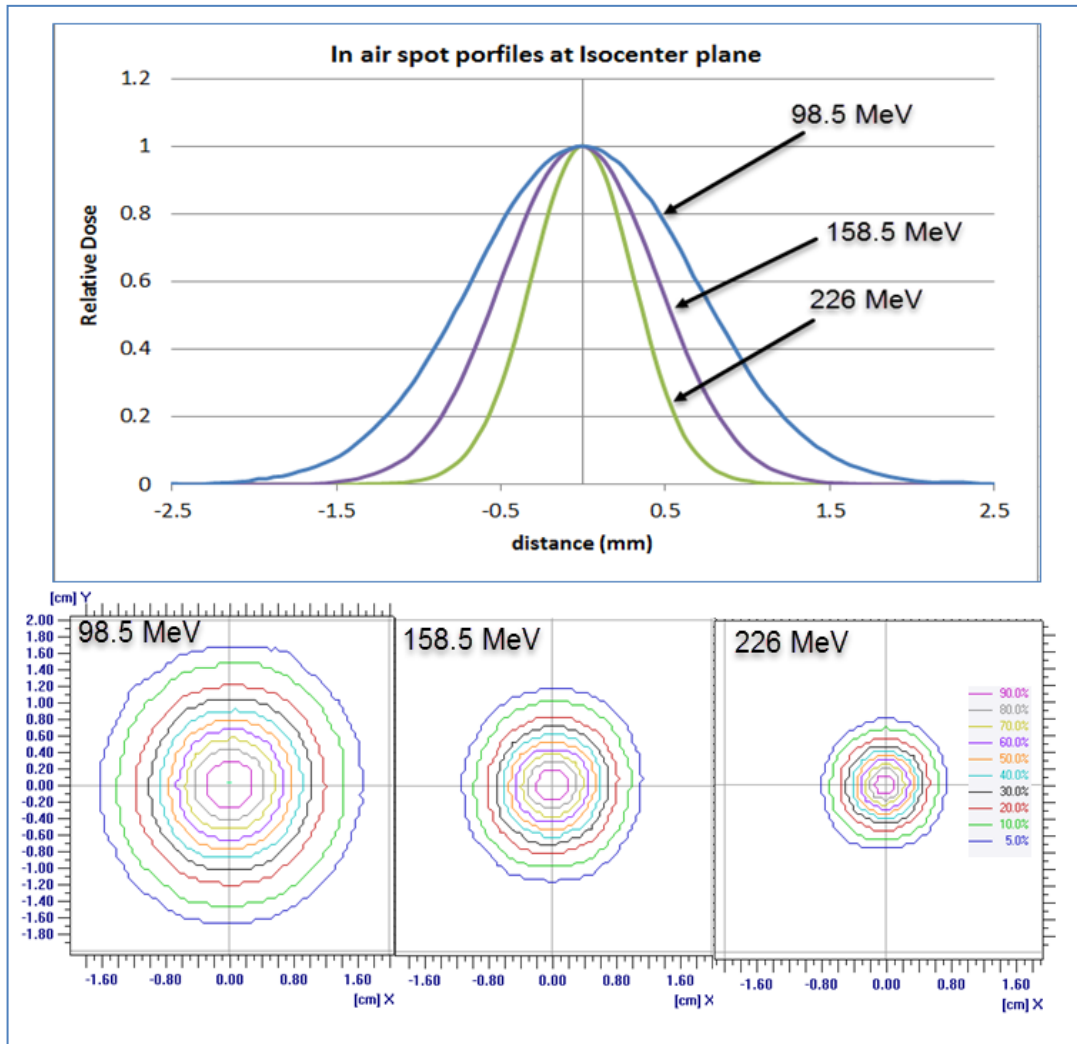 In air spot porfiles at Isocenter plane
1.2
1
0.8
0.6
0.4
0.2
0
Relative Dose
98.5 MeV
158.5 MeV
226 MeV
-2.5 -1.5 -0.5 0.5 1.5 2.5
distance (mm)
[cm] Y
2.00
1.80
1.60
1.40
1.20
1.00
0.80
0.60
0.40
0.20
0.00
-0.20
-0.40
-0.60
-0.80
-1.00
-1.20
-1.40
-1.60
-1.80
98.5 MeV
-1.60 -0.80 0.00 0.80 1.60
[cm] X
158.5 MeV
-1.60 -0.80 0.00 0.80 1.60
[cm] X
226 MeV
90.0%
80.0%
70.0%
60.0%
50.0%
40.0%
30.0%
20.0%
10.0%
5.0%
-1.60 -0.80 0.00 0.80 1.60
[cm] X